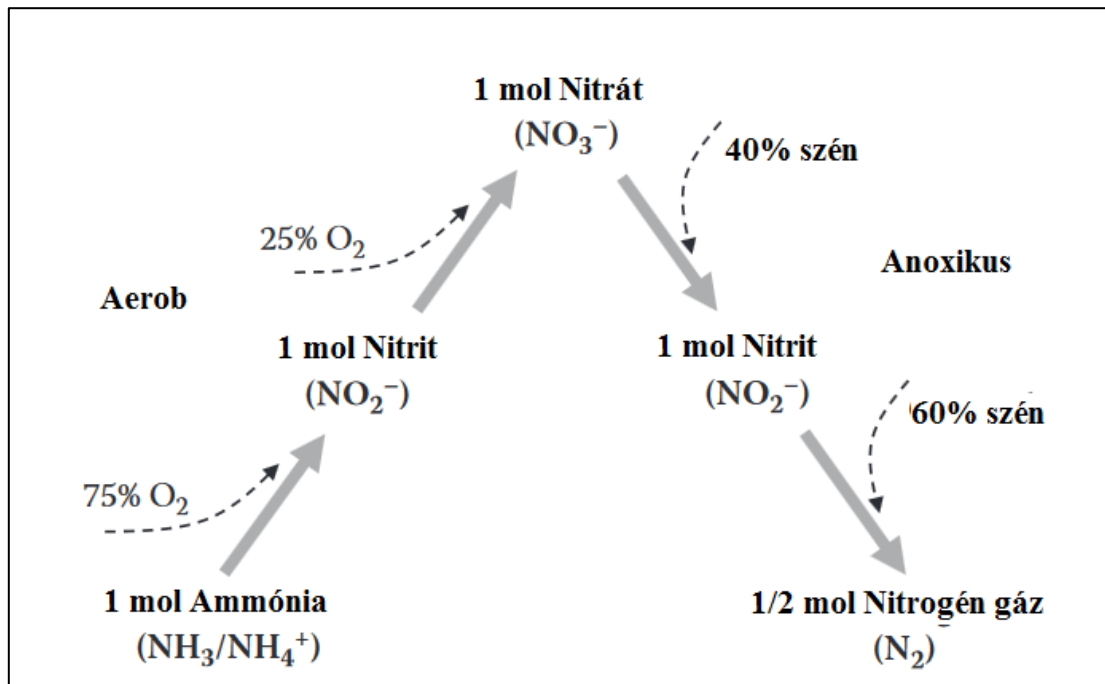 1 mol Nitrát
(NO₃⁻)
40% szén
25% O₂
Anoxikus
Aerob
1 mol Nitrit
(NO₂⁻)
1 mol Nitrit
(NO₂⁻)
60% szén
75% O₂
1 mol Ammónia
(NH₃/NH₄⁺)
1/2 mol Nitrogén gáz
(N₂)